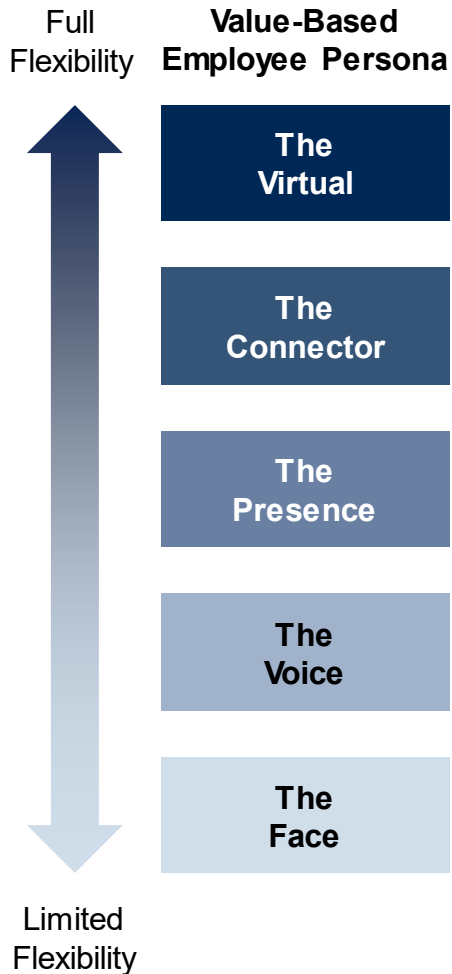 Full
Flexibility
Value-Based
Employee Persona
The
Virtual
The
Connector
The
Presence
The
Voice
The
Face
Limited
Flexibility